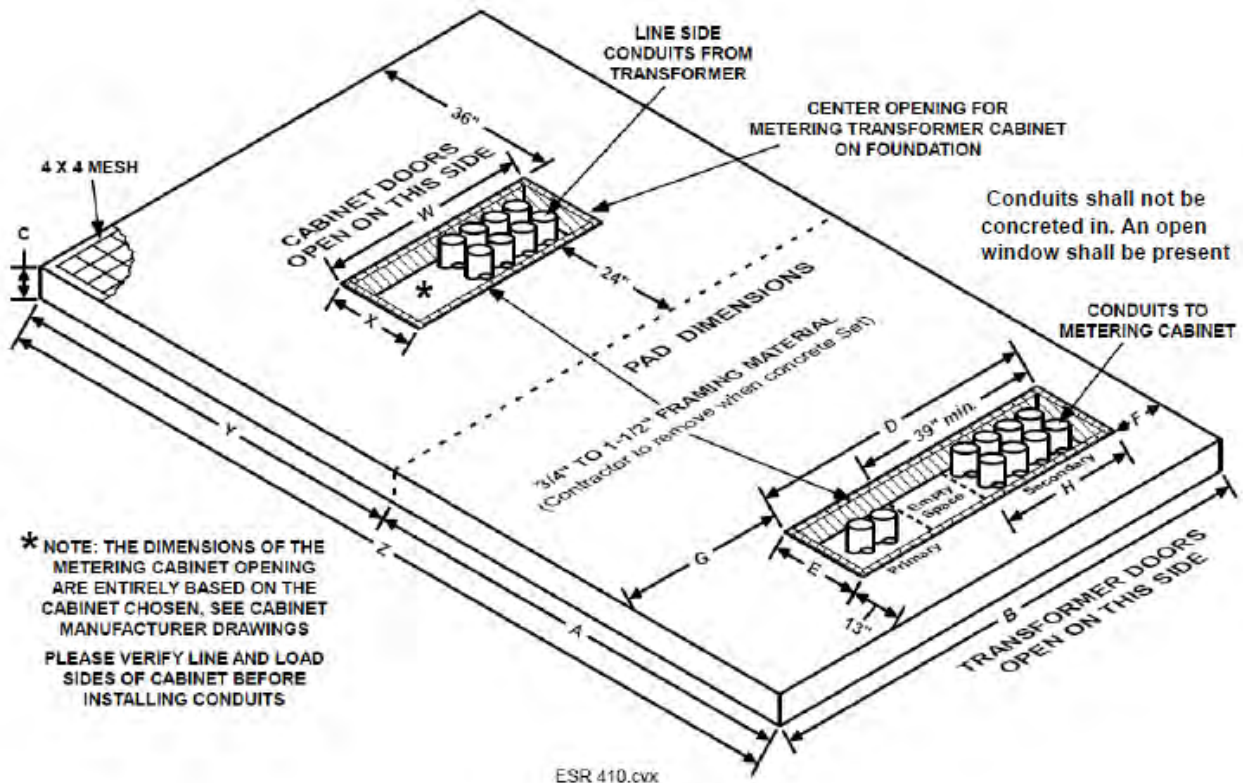 LINE SIDE
CONDUITS FROM
TRANSFORMER
36"
CENTER OPENING FOR
METERING TRANSFORMER CABINET
ON FOUNDATION
4 X 4 MESH
CABINET DOORS
OPEN ON THIS SIDE
W
Conduits shall not be
concreted in. An open
window shall be present
C
24"
*
X
PAD DIMENSIONS
CONDUITS TO
METERING CABINET
3/4" TO 1-1/2" FRAMING MATERIAL
(Contractor to remove when concrete Set)
D
39" min.
F
Y
Empty
Space
Secondary
H
Z
G
E
Primary
13"
A
B
TRANSFORMER DOORS
OPEN ON THIS SIDE
* NOTE: THE DIMENSIONS OF THE
METERING CABINET OPENING
ARE ENTIRELY BASED ON THE
CABINET CHOSEN, SEE CABINET
MANUFACTURER DRAWINGS
PLEASE VERIFY LINE AND LOAD
SIDES OF CABINET BEFORE
INSTALLING CONDUITS
ESR 410.cvx